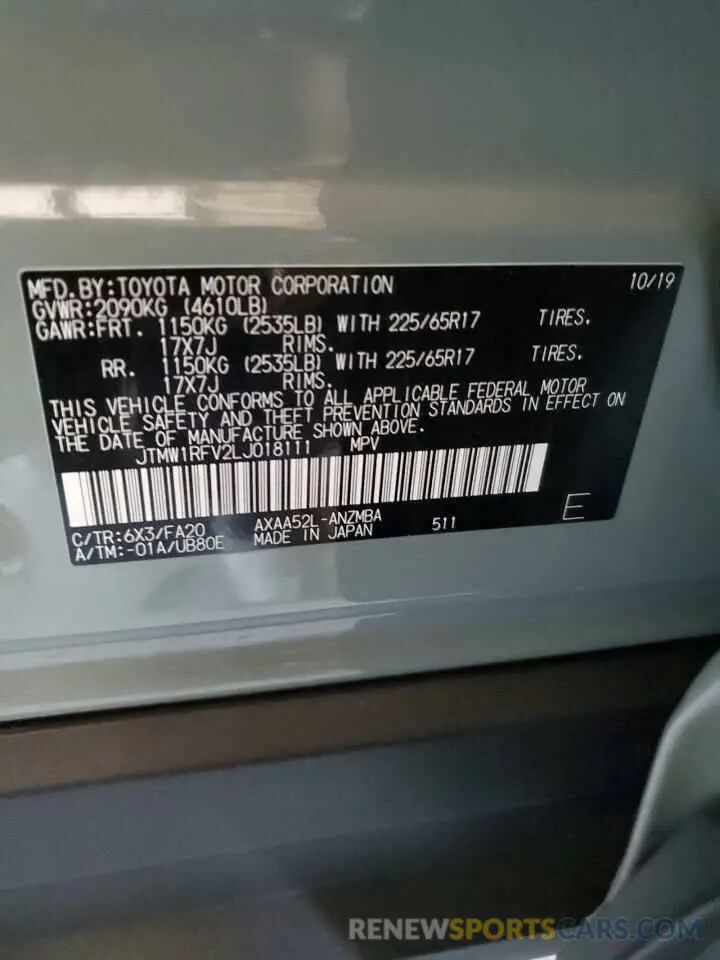 MFD.BY:TOYOTA MOTOR CORPORATION 10/19
GVWR:2090KG (4610LB)
GAWR:FRT. 1150KG (2535LB) WITH 225/65R17 TIRES.
17X7J RIMS.
RR. 1150KG (2535LB) WITH 225/65R17 TIRES.
17X7J RIMS.
THIS VEHICLE CONFORMS TO ALL APPLICABLE FEDERAL MOTOR
VEHICLE SAFETY AND THEFT PREVENTION STANDARDS IN EFFECT ON
THE DATE OF MANUFACTURE SHOWN ABOVE.
JTMW1RFV2LJ018111 MPV
C/TR:6X3/FA20 AXAA52L-ANZMBA 511 E
A/TM:-01A/UB80E MADE IN JAPAN
RENEWSPORTSCARS.COM